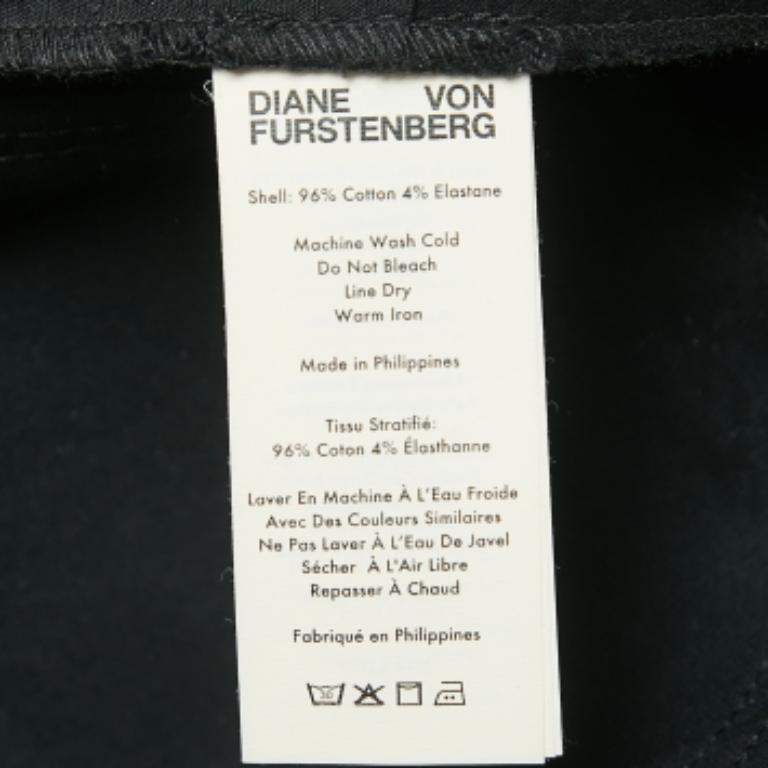 DIANE VON
FURSTENBERG
Shell: 96% Cotton 4% Elastane
Machine Wash Cold
Do Not Bleach
Line Dry
Warm Iron
Made in Philippines
Tissu Stratifié:
96% Coton 4% Élasthanne
Laver En Machine À L'Eau Froide
Avec Des Couleurs Similaires
Ne Pas Laver À L'Eau De Javel
Sécher À L'Air Libre
Repasser À Chaud
Fabriqué en Philippines
30